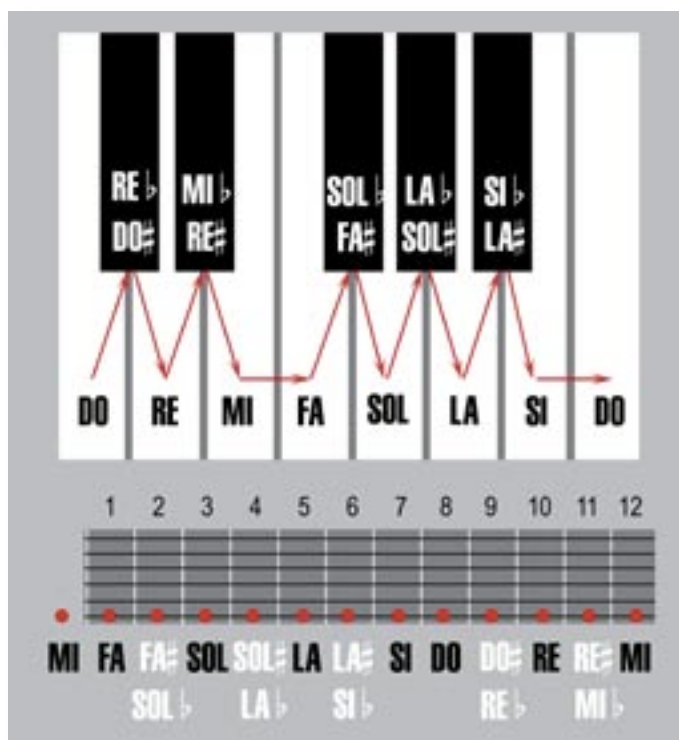 RE♭ MI♭ SOL♭ LA♭ SI♭
DO♯ RE♯ FA♯ SOL♯ LA♯
DO RE MI FA SOL LA SI DO
1 2 3 4 5 6 7 8 9 10 11 12
MI FA FA♯ SOL SOL♯ LA LA♯ SI DO DO♯ RE RE♯ MI
SOL♭ LA♭ SI♭ RE♭ MI♭